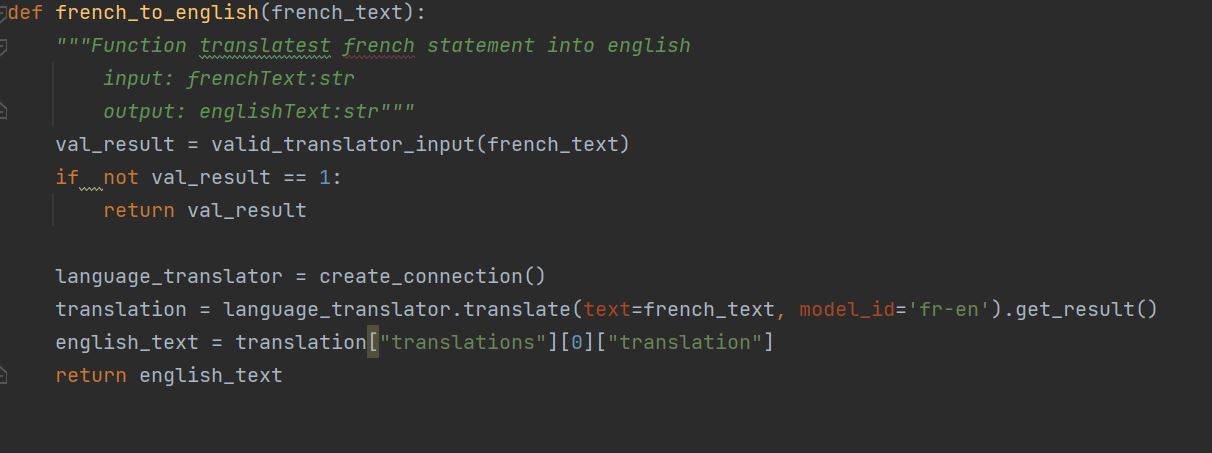 def french_to_english(french_text):
    """Function translatest french statement into english
        input: frenchText:str
        output: englishText:str"""
    val_result = valid_translator_input(french_text)
    if  not val_result == 1:
        return val_result

    language_translator = create_connection()
    translation = language_translator.translate(text=french_text, model_id='fr-en').get_result()
    english_text = translation["translations"][0]["translation"]
    return english_text